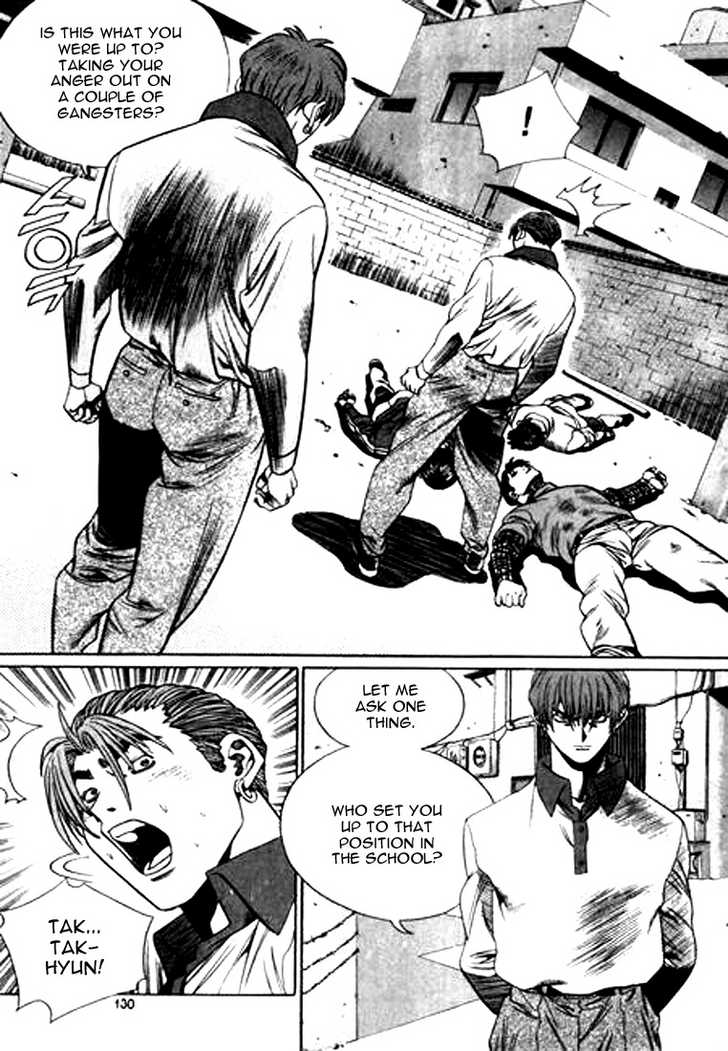 IS THIS WHAT YOU
WERE UP TO?
TAKING YOUR
ANGER OUT ON
A COUPLE OF
GANGSTERS?
!
TAK...
TAK-
HYUN!
LET ME
ASK ONE
THING.
WHO SET YOU
UP TO THAT
POSITION IN
THE SCHOOL?
130